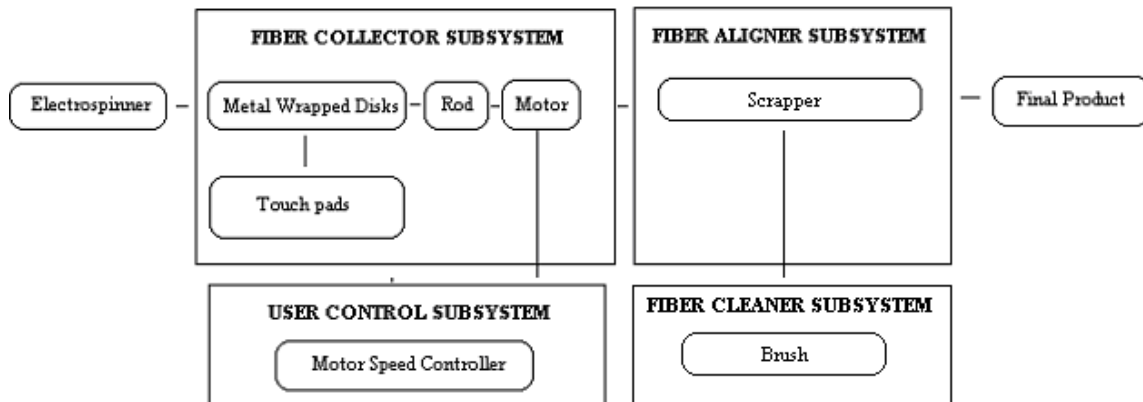 FIBER COLLECTOR SUBSYSTEM
FIBER ALIGNER SUBSYSTEM
Electrospinner
Metal Wrapped Disks
Rod
Motor
Scrapper
Final Product
Touch pads
USER CONTROL SUBSYSTEM
FIBER CLEANER SUBSYSTEM
Motor Speed Controller
Brush